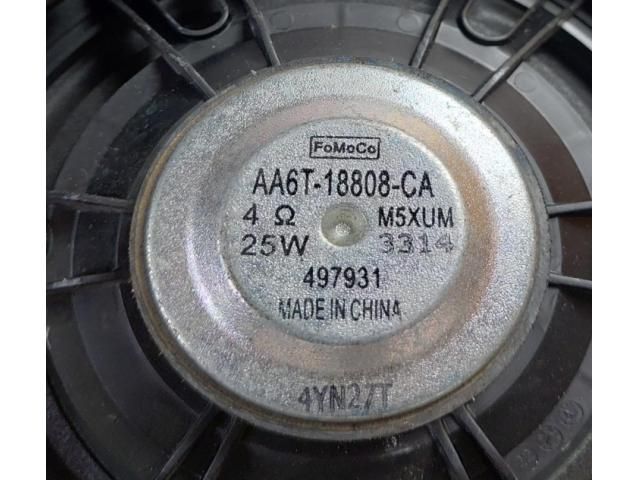 FoMoCo
AA6T-18808-CA
4 Ω M5XUM
25W 3314
497931
MADE IN CHINA
4YN27T